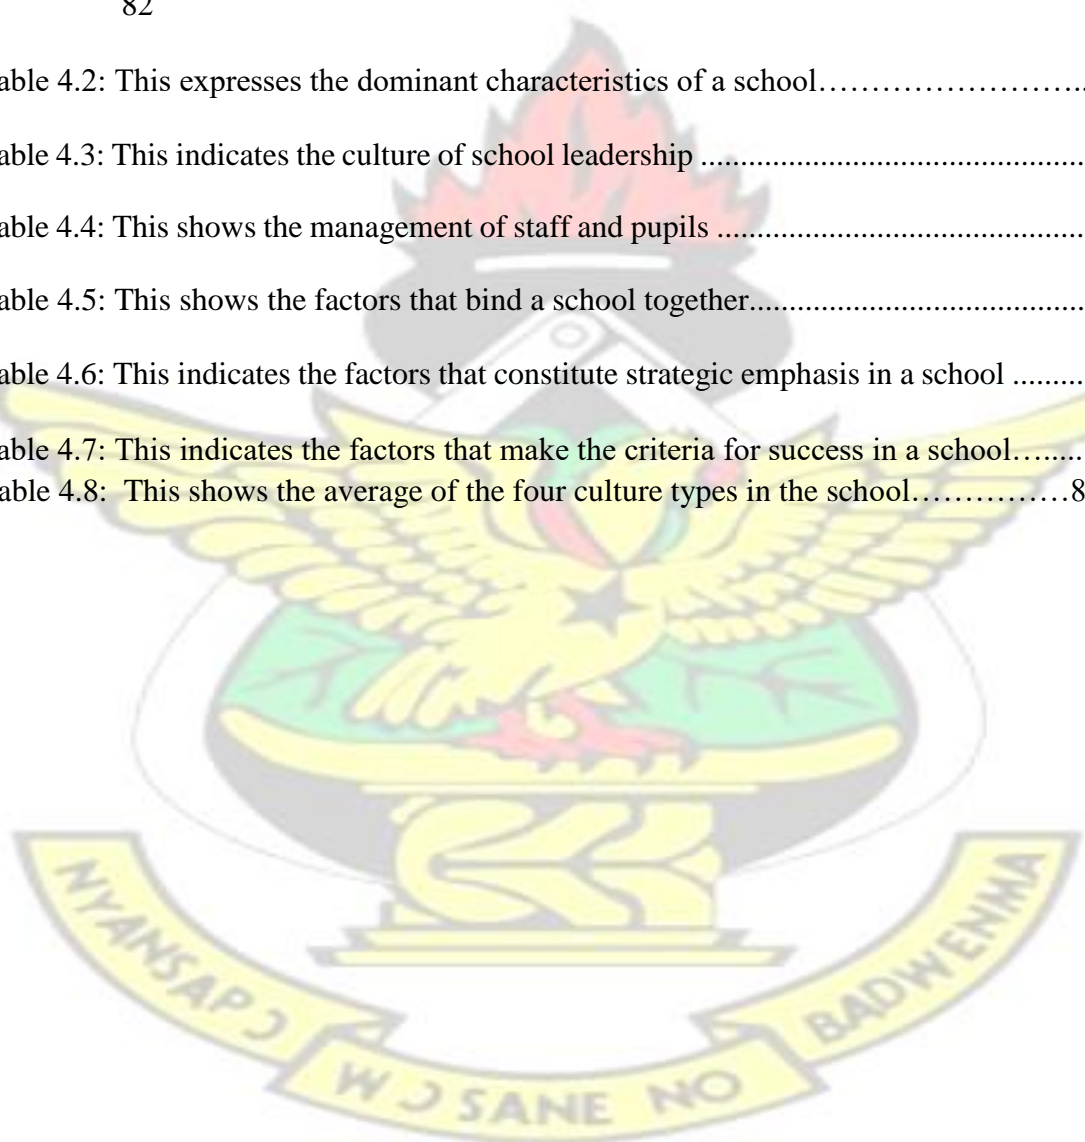 82
able 4.2: This expresses the dominant characteristics of a school……………………..
able 4.3: This indicates the culture of school leadership ................................................
able 4.4: This shows the management of staff and pupils ..............................................
able 4.5: This shows the factors that bind a school together..........................................
able 4.6: This indicates the factors that constitute strategic emphasis in a school .........
able 4.7: This indicates the factors that make the criteria for success in a school….....
able 4.8:  This shows the average of the four culture types in the school……………8
NYANSAPƆ
WƆSANE NO
BADWENMA